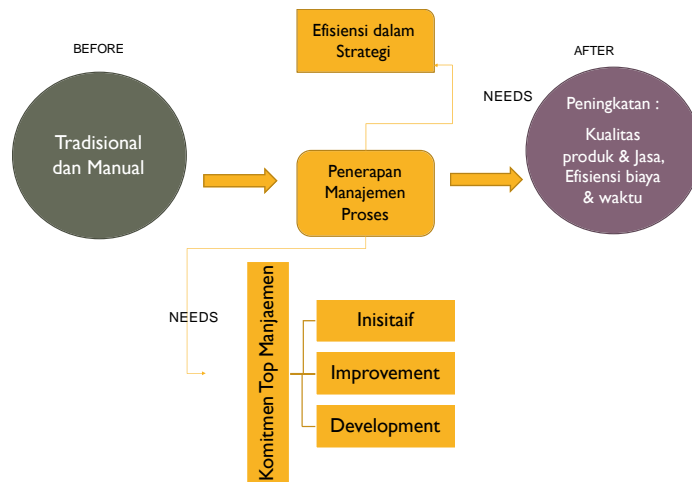 Efisiensi dalam
Strategi
BEFORE
AFTER
NEEDS
Tradisional
dan Manual
Penerapan
Manajemen
Proses
Peningkatan :
Kualitas
produk & Jasa,
Efisiensi biaya
& waktu
NEEDS
Komitmen Top Manjaemen
Inisitaif
Improvement
Development